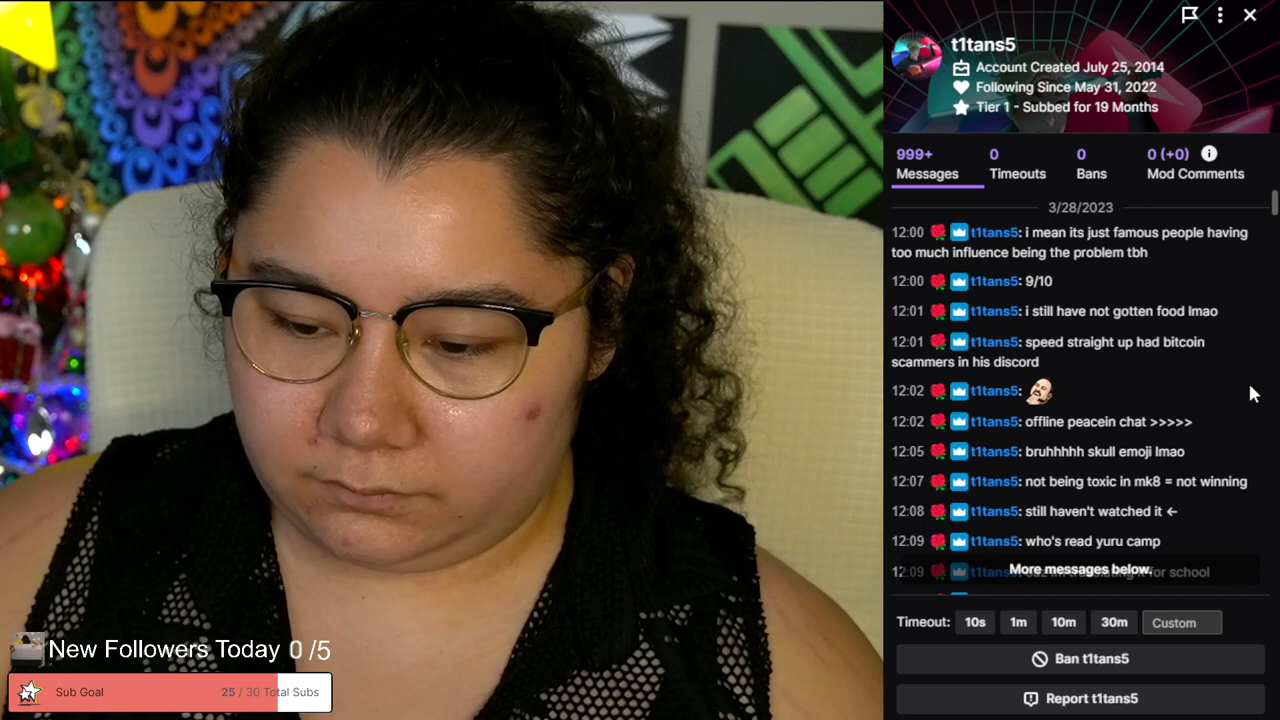 t1tans5
Account Created July 25, 2014
Following Since May 31, 2022
Tier 1 - Subbed for 19 Months
999+
Messages
0
Timeouts
0
Bans
0 (+0)
Mod Comments
3/28/2023
12:00 t1tans5: i mean its just famous people having
too much influence being the problem tbh
12:00 t1tans5: 9/10
12:01 t1tans5: i still have not gotten food lmao
12:01 t1tans5: speed straight up had bitcoin
scammers in his discord
12:02 t1tans5:
12:02 t1tans5: offline peacein chat >>>>>
12:05 t1tans5: bruhhhhh skull emoji lmao
12:07 t1tans5: not being toxic in mk8 = not winning
12:08 t1tans5: still haven't watched it <-
12:09 t1tans5: who's read yuru camp
12:09 t1tans5: it for school
More messages below.
Timeout: 10s 1m 10m 30m Custom
Ban t1tans5
Report t1tans5
New Followers Today 0 /5
Sub Goal 25 / 30 Total Subs